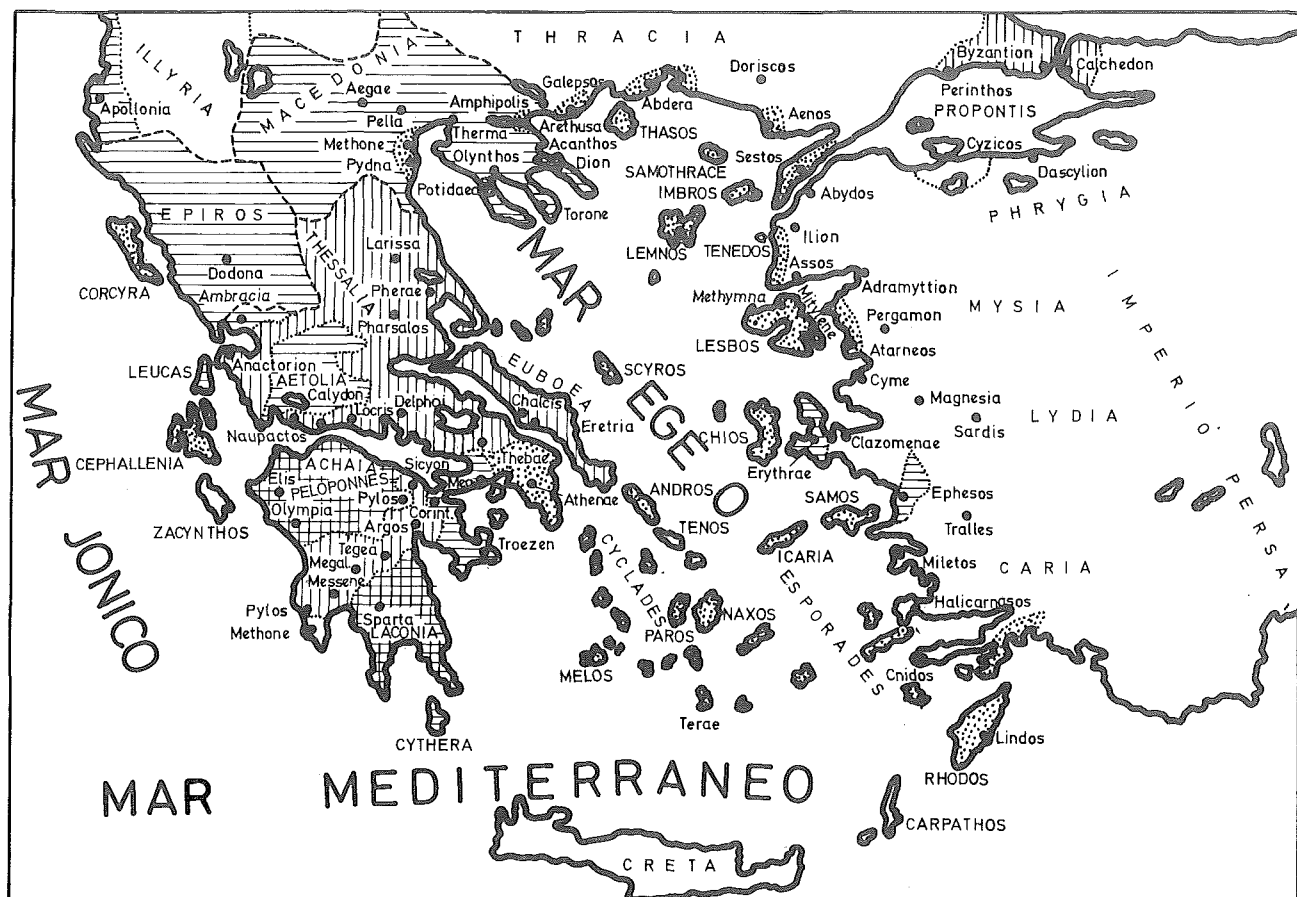 THRACIA
ILLYRIA
MACEDONIA
Byzantion
Calchedon
Doriscos
Galepsos
Aegae
Abdera
Perinthos
Apollonia
Amphipolis
Pella
PROPONTIS
Aenos
Arethusa
THASOS
Therma
Methone
Acanthos
Cyzicos
Olynthos
Dion
Sestos
Pydna
SAMOTHRACE
Dascylion
IMBROS
Potidaea
Abydos
PHRYGIA
EPIROS
Torone
THESSALIA
Ilion
Larissa
MAR EGEO
LEMNOS
TENEDOS
Assos
Dodona
CORCYRA
Adramyttion
Pherae
Ambracia
Methymna
Mitylene
MYSIA
IMPERIO PERSA
Pergamon
Pharsalos
LESBOS
Atarneos
EUBOEA
Anactorion
LEUCAS
SCYROS
AETOLIA
Cyme
Calydon
Chalcis
Magnesia
Locris
Delphoi
LYDIA
Sardis
Eretria
Naupactos
CHIOS
Clazomenae
MAR JONICO
CEPHALLENIA
Thebae
Erythrae
ACHAIA
Sicyon
Elis
PELOPONNES
ANDROS
SAMOS
Ephesos
Athenae
Pylos
Corint
ZACYNTHOS
Olympia
Argos
TENOS
Tralles
Troezen
Tegea
CYCLADES
ICARIA
Megal
Miletos
CARIA
Messene
ESPORADES
Halicarnasos
Pylos
Sparta
NAXOS
Methone
LACONIA
PAROS
MELOS
Cnidos
Terae
CYTHERA
Lindos
RHODOS
MAR MEDITERRANEO
CARPATHOS
CRETA